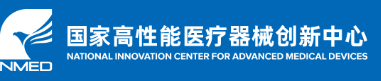 国家高性能医疗器械创新中心
NATIONAL INNOVATION CENTER FOR ADVANCED MEDICAL DEVICES
NMED